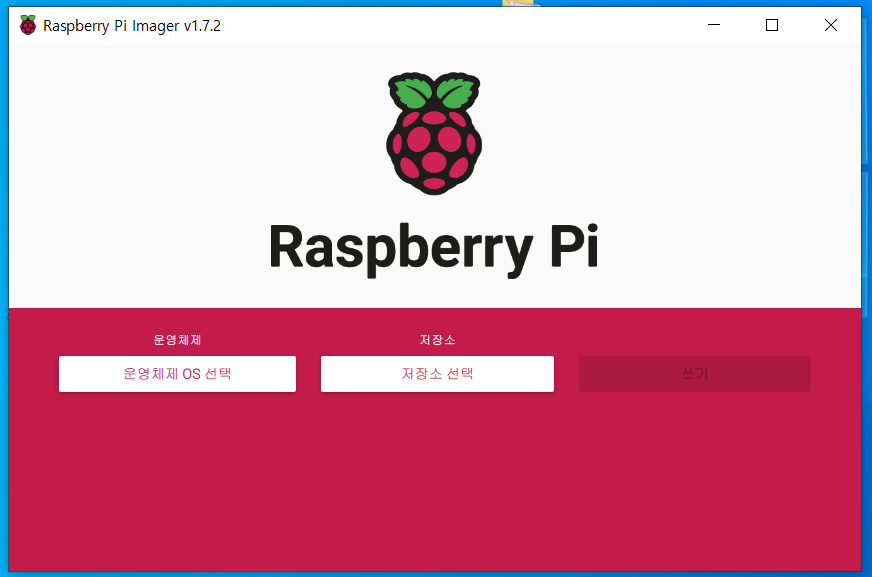 Raspberry Pi Imager v1.7.2
Raspberry Pi
운영체제
저장소
운영체제 OS 선택
저장소 선택
쓰기